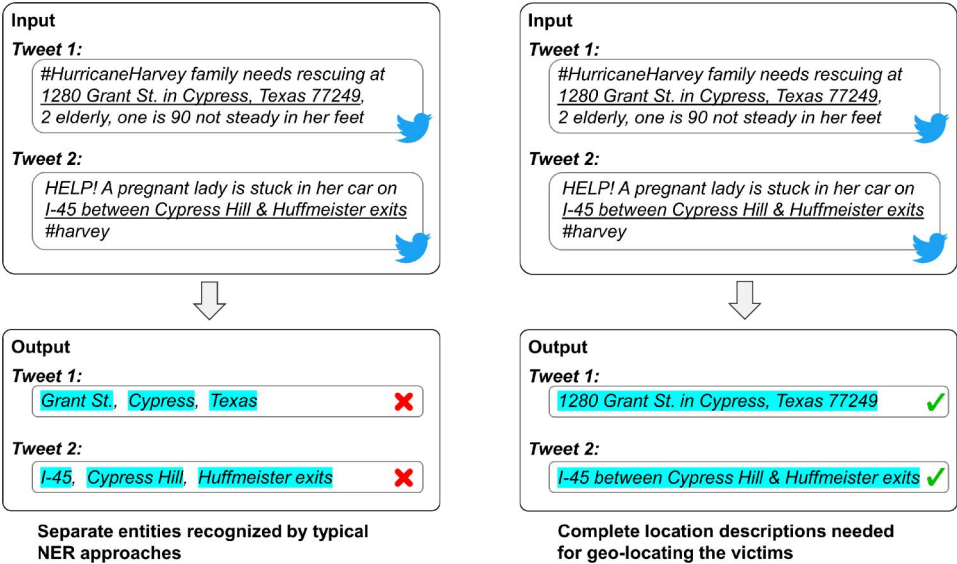 Input
Tweet 1:
#HurricaneHarvey family needs rescuing at
1280 Grant St. in Cypress, Texas 77249,
2 elderly, one is 90 not steady in her feet
Tweet 2:
HELP! A pregnant lady is stuck in her car on
I-45 between Cypress Hill & Huffmeister exits
#harvey
Output
Tweet 1:
Grant St., Cypress, Texas
Tweet 2:
I-45, Cypress Hill, Huffmeister exits
Separate entities recognized by typical
NER approaches
Input
Tweet 1:
#HurricaneHarvey family needs rescuing at
1280 Grant St. in Cypress, Texas 77249,
2 elderly, one is 90 not steady in her feet
Tweet 2:
HELP! A pregnant lady is stuck in her car on
I-45 between Cypress Hill & Huffmeister exits
#harvey
Output
Tweet 1:
1280 Grant St. in Cypress, Texas 77249
Tweet 2:
I-45 between Cypress Hill & Huffmeister exits
Complete location descriptions needed
for geo-locating the victims